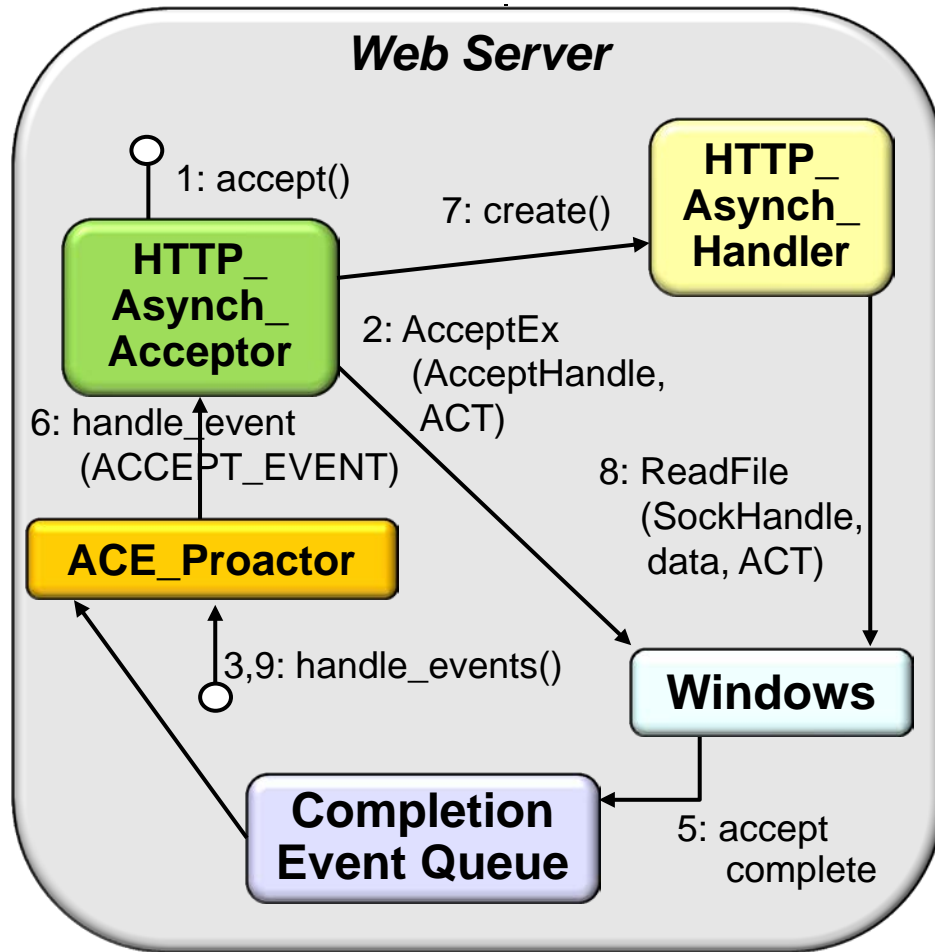 Web Server
1: accept()
HTTP_
Asynch_
Handler
7: create()
HTTP_
Asynch_
Acceptor
2: AcceptEx
(AcceptHandle,
ACT)
6: handle_event
(ACCEPT_EVENT)
8: ReadFile
(SockHandle,
data, ACT)
ACE_Proactor
3,9: handle_events()
Windows
Completion
Event Queue
5: accept
complete